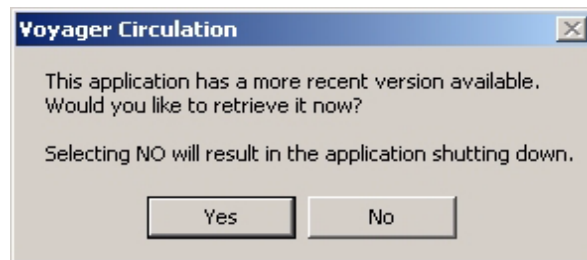 Voyager Circulation
This application has a more recent version available.
Would you like to retrieve it now?
Selecting NO will result in the application shutting down.
Yes No